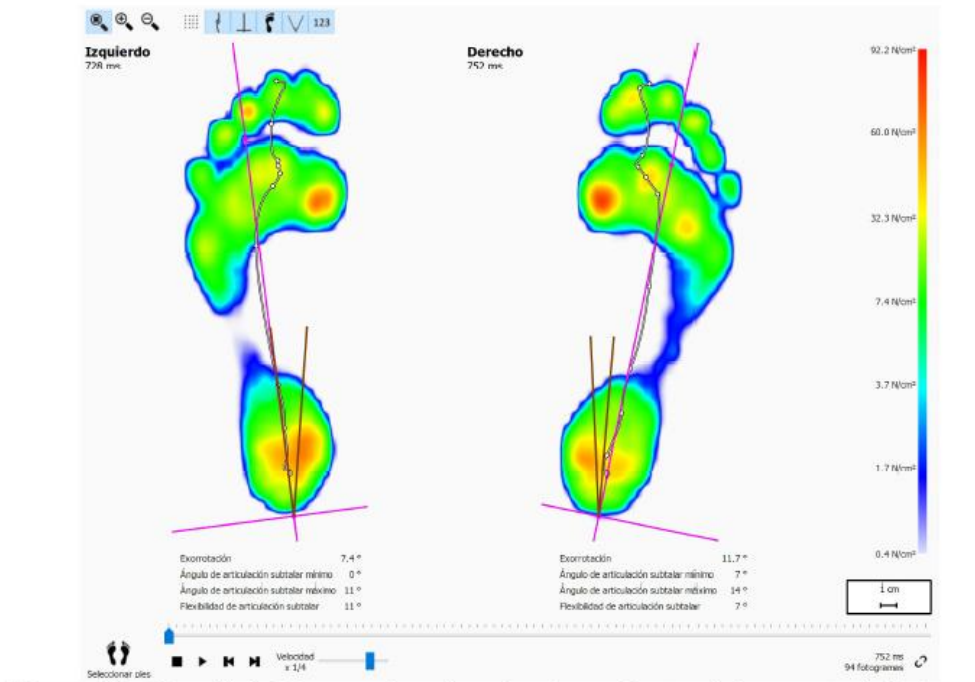 123
Izquierdo
728 ms
Derecho
752 ms
92.2 N/cm²
60.0 N/cm²
32.3 N/cm²
7.4 N/cm²
3.7 N/cm²
1.7 N/cm²
0.4 N/cm²
Exorrotación 7.4 °
Ángulo de articulación subtalar mínimo 0 °
Ángulo de articulación subtalar máximo 11 °
Flexibilidad de articulación subtalar 11 °
Exorrotación 11.7 °
Ángulo de articulación subtalar mínimo 7 °
Ángulo de articulación subtalar máximo 14 °
Flexibilidad de articulación subtalar 7 °
1 cm
Seleccionar pies
Velocidad
x 1/4
752 ms
94 fotogramas